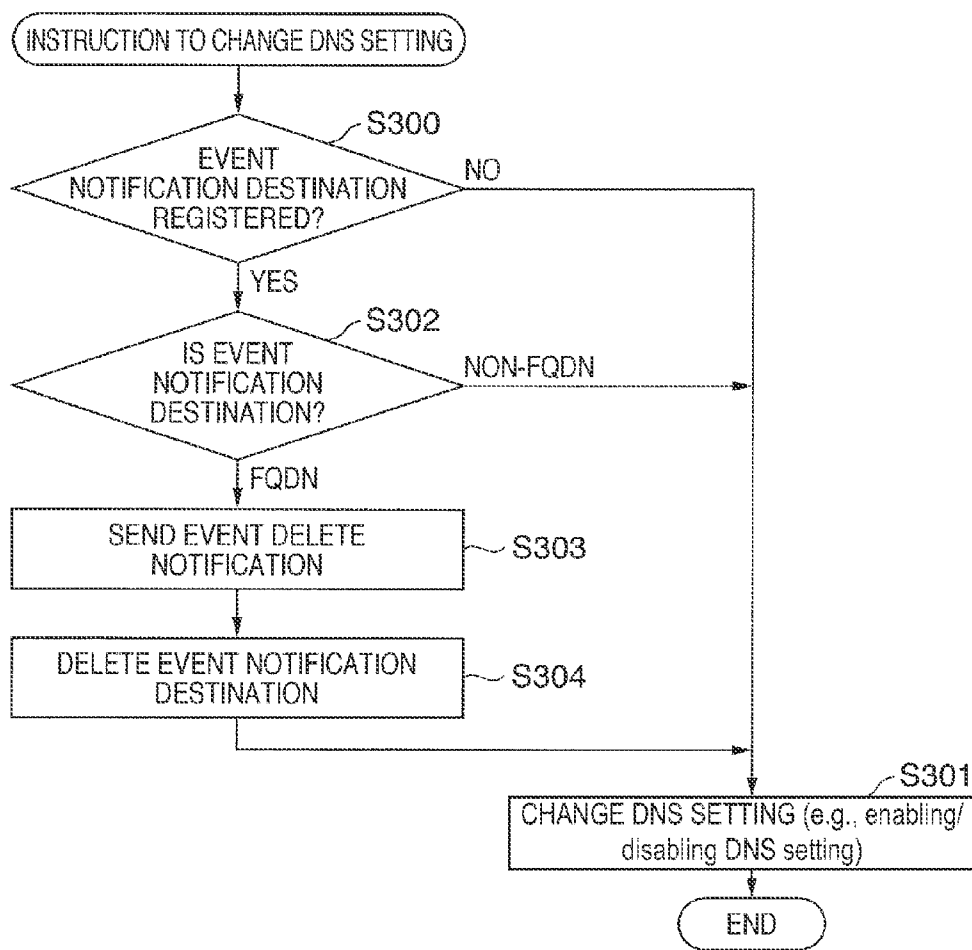 INSTRUCTION TO CHANGE DNS SETTING
S300
EVENT
NOTIFICATION DESTINATION
REGISTERED?
NO
YES
S302
IS EVENT
NOTIFICATION
DESTINATION?
NON-FQDN
FQDN
SEND EVENT DELETE
NOTIFICATION
S303
DELETE EVENT NOTIFICATION
DESTINATION
S304
S301
CHANGE DNS SETTING (e.g., enabling/
disabling DNS setting)
END